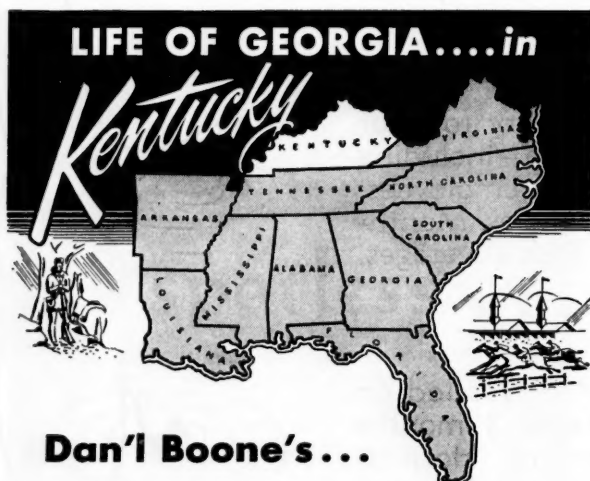 LIFE OF GEORGIA....in
Kentucky
KENTUCKY
VIRGINIA
TENNESSEE
NORTH CAROLINA
ARKANSAS
SOUTH CAROLINA
MISSISSIPPI
ALABAMA
GEORGIA
LOUISIANA
FLORIDA
Dan'l Boone's...